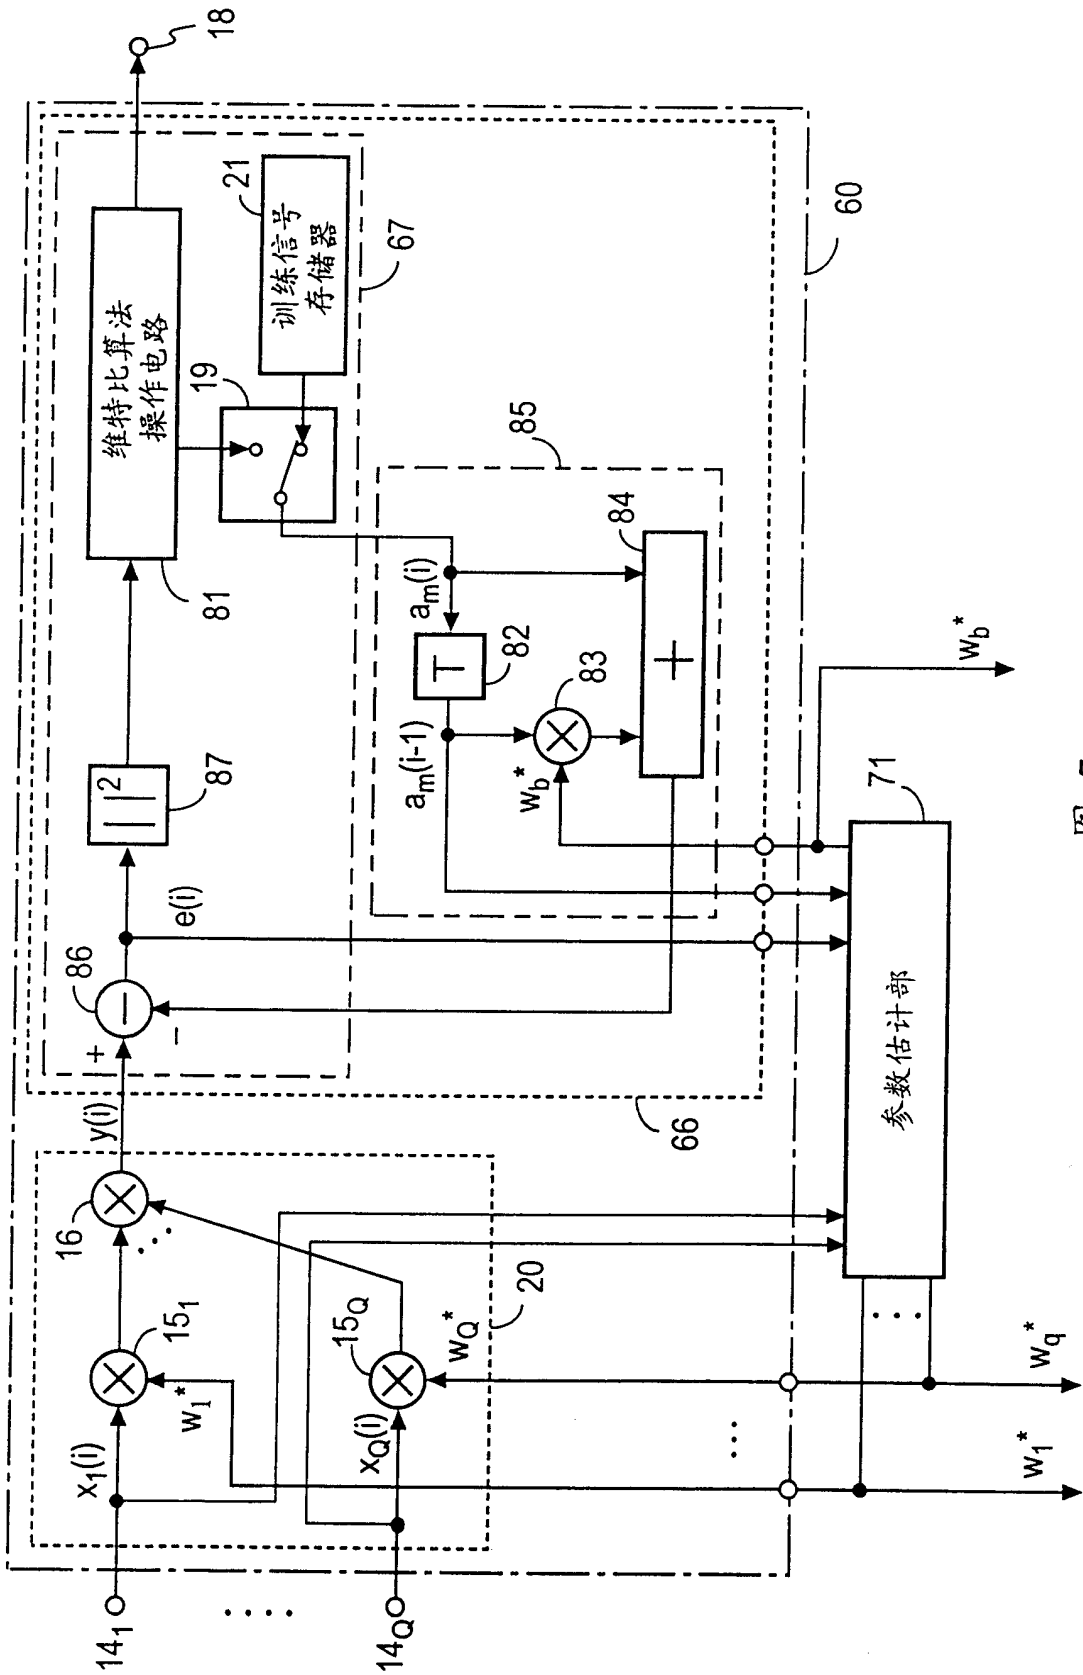 18
21
训练信号
存储器
67
60
维特比算法
操作电路
19
81
85
84
a_m(i)
T
82
83
+
a_m(i-1)
w_b*
w_b*
| |²
87
71
e(i)
86
−
+
−
参数估计部
y(i)
66
16
20
15_1
15_Q
w_1*
w_Q*
x_1(i)
x_Q(i)
w_q*
w_1*
14_1
14_Q
图